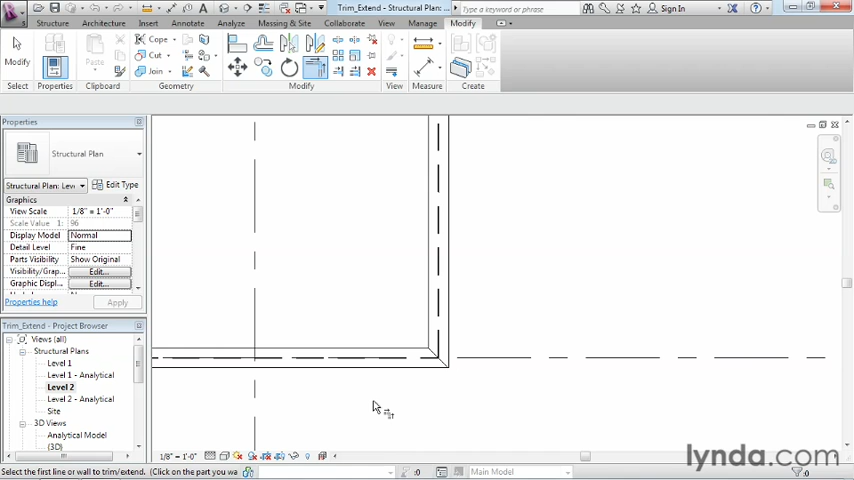 Trim_Extend - Structural Plan:
Type a keyword or phrase
Sign In
Structure Architecture Insert Annotate Analyze Massing & Site Collaborate View Manage Modify
Cope
Cut
Join
Modify
Paste
Select Properties Clipboard Geometry Modify View Measure Create
Properties
Structural Plan
Structural Plan: Leve
Edit Type
Graphics
View Scale 1/8" = 1'-0"
Scale Value 1: 96
Display Model Normal
Detail Level Fine
Parts Visibility Show Original
Visibility/Grap... Edit...
Graphic Displ... Edit...
Properties help
Apply
Trim_Extend - Project Browser
Views (all)
Structural Plans
Level 1
Level 1 - Analytical
Level 2
Level 2 - Analytical
Site
3D Views
Analytical Model
{3D}
1/8" = 1'-0"
Select the first line or wall to trim/extend. (Click on the part you wa
:0
Main Model
:0
lynda.com